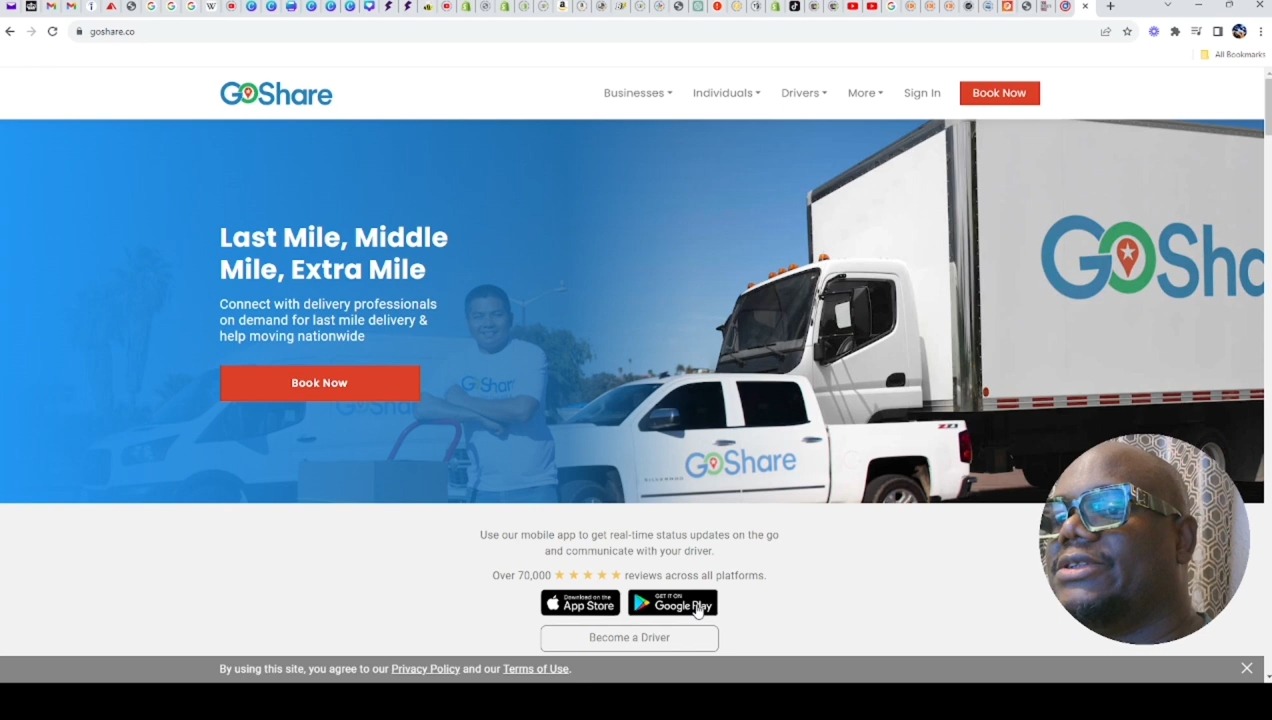 goshare.co
All Bookmarks
GoShare
Businesses
Individuals
Drivers
More
Sign In
Book Now
GoSha
Last Mile, Middle
Mile, Extra Mile
Connect with delivery professionals
on demand for last mile delivery &
help moving nationwide
Book Now
GoShare
GoShare
GoShare
Use our mobile app to get real-time status updates on the go
and communicate with your driver.
Over 70,000 ★★★★★ reviews across all platforms.
Download on the
App Store
GET IT ON
Google Play
Become a Driver
By using this site, you agree to our Privacy Policy and our Terms of Use.